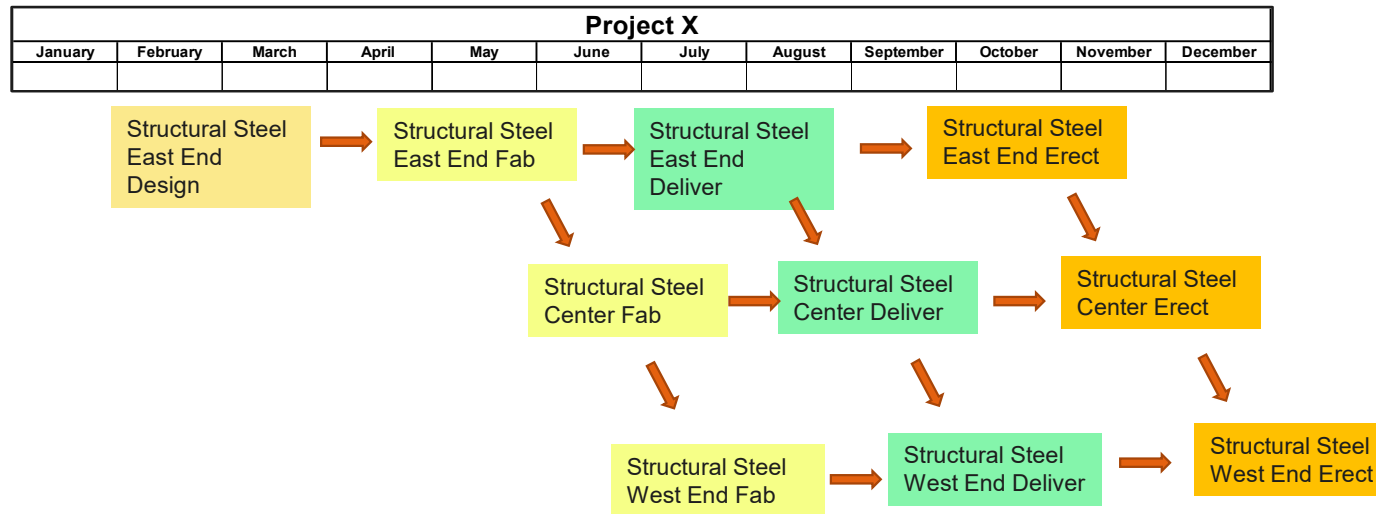 Project X
January February March April May June July August September October November December
Structural Steel
East End
Design
Structural Steel
East End Fab
Structural Steel
East End
Deliver
Structural Steel
East End Erect
Structural Steel
Center Fab
Structural Steel
Center Deliver
Structural Steel
Center Erect
Structural Steel
West End Fab
Structural Steel
West End Deliver
Structural Steel
West End Erect